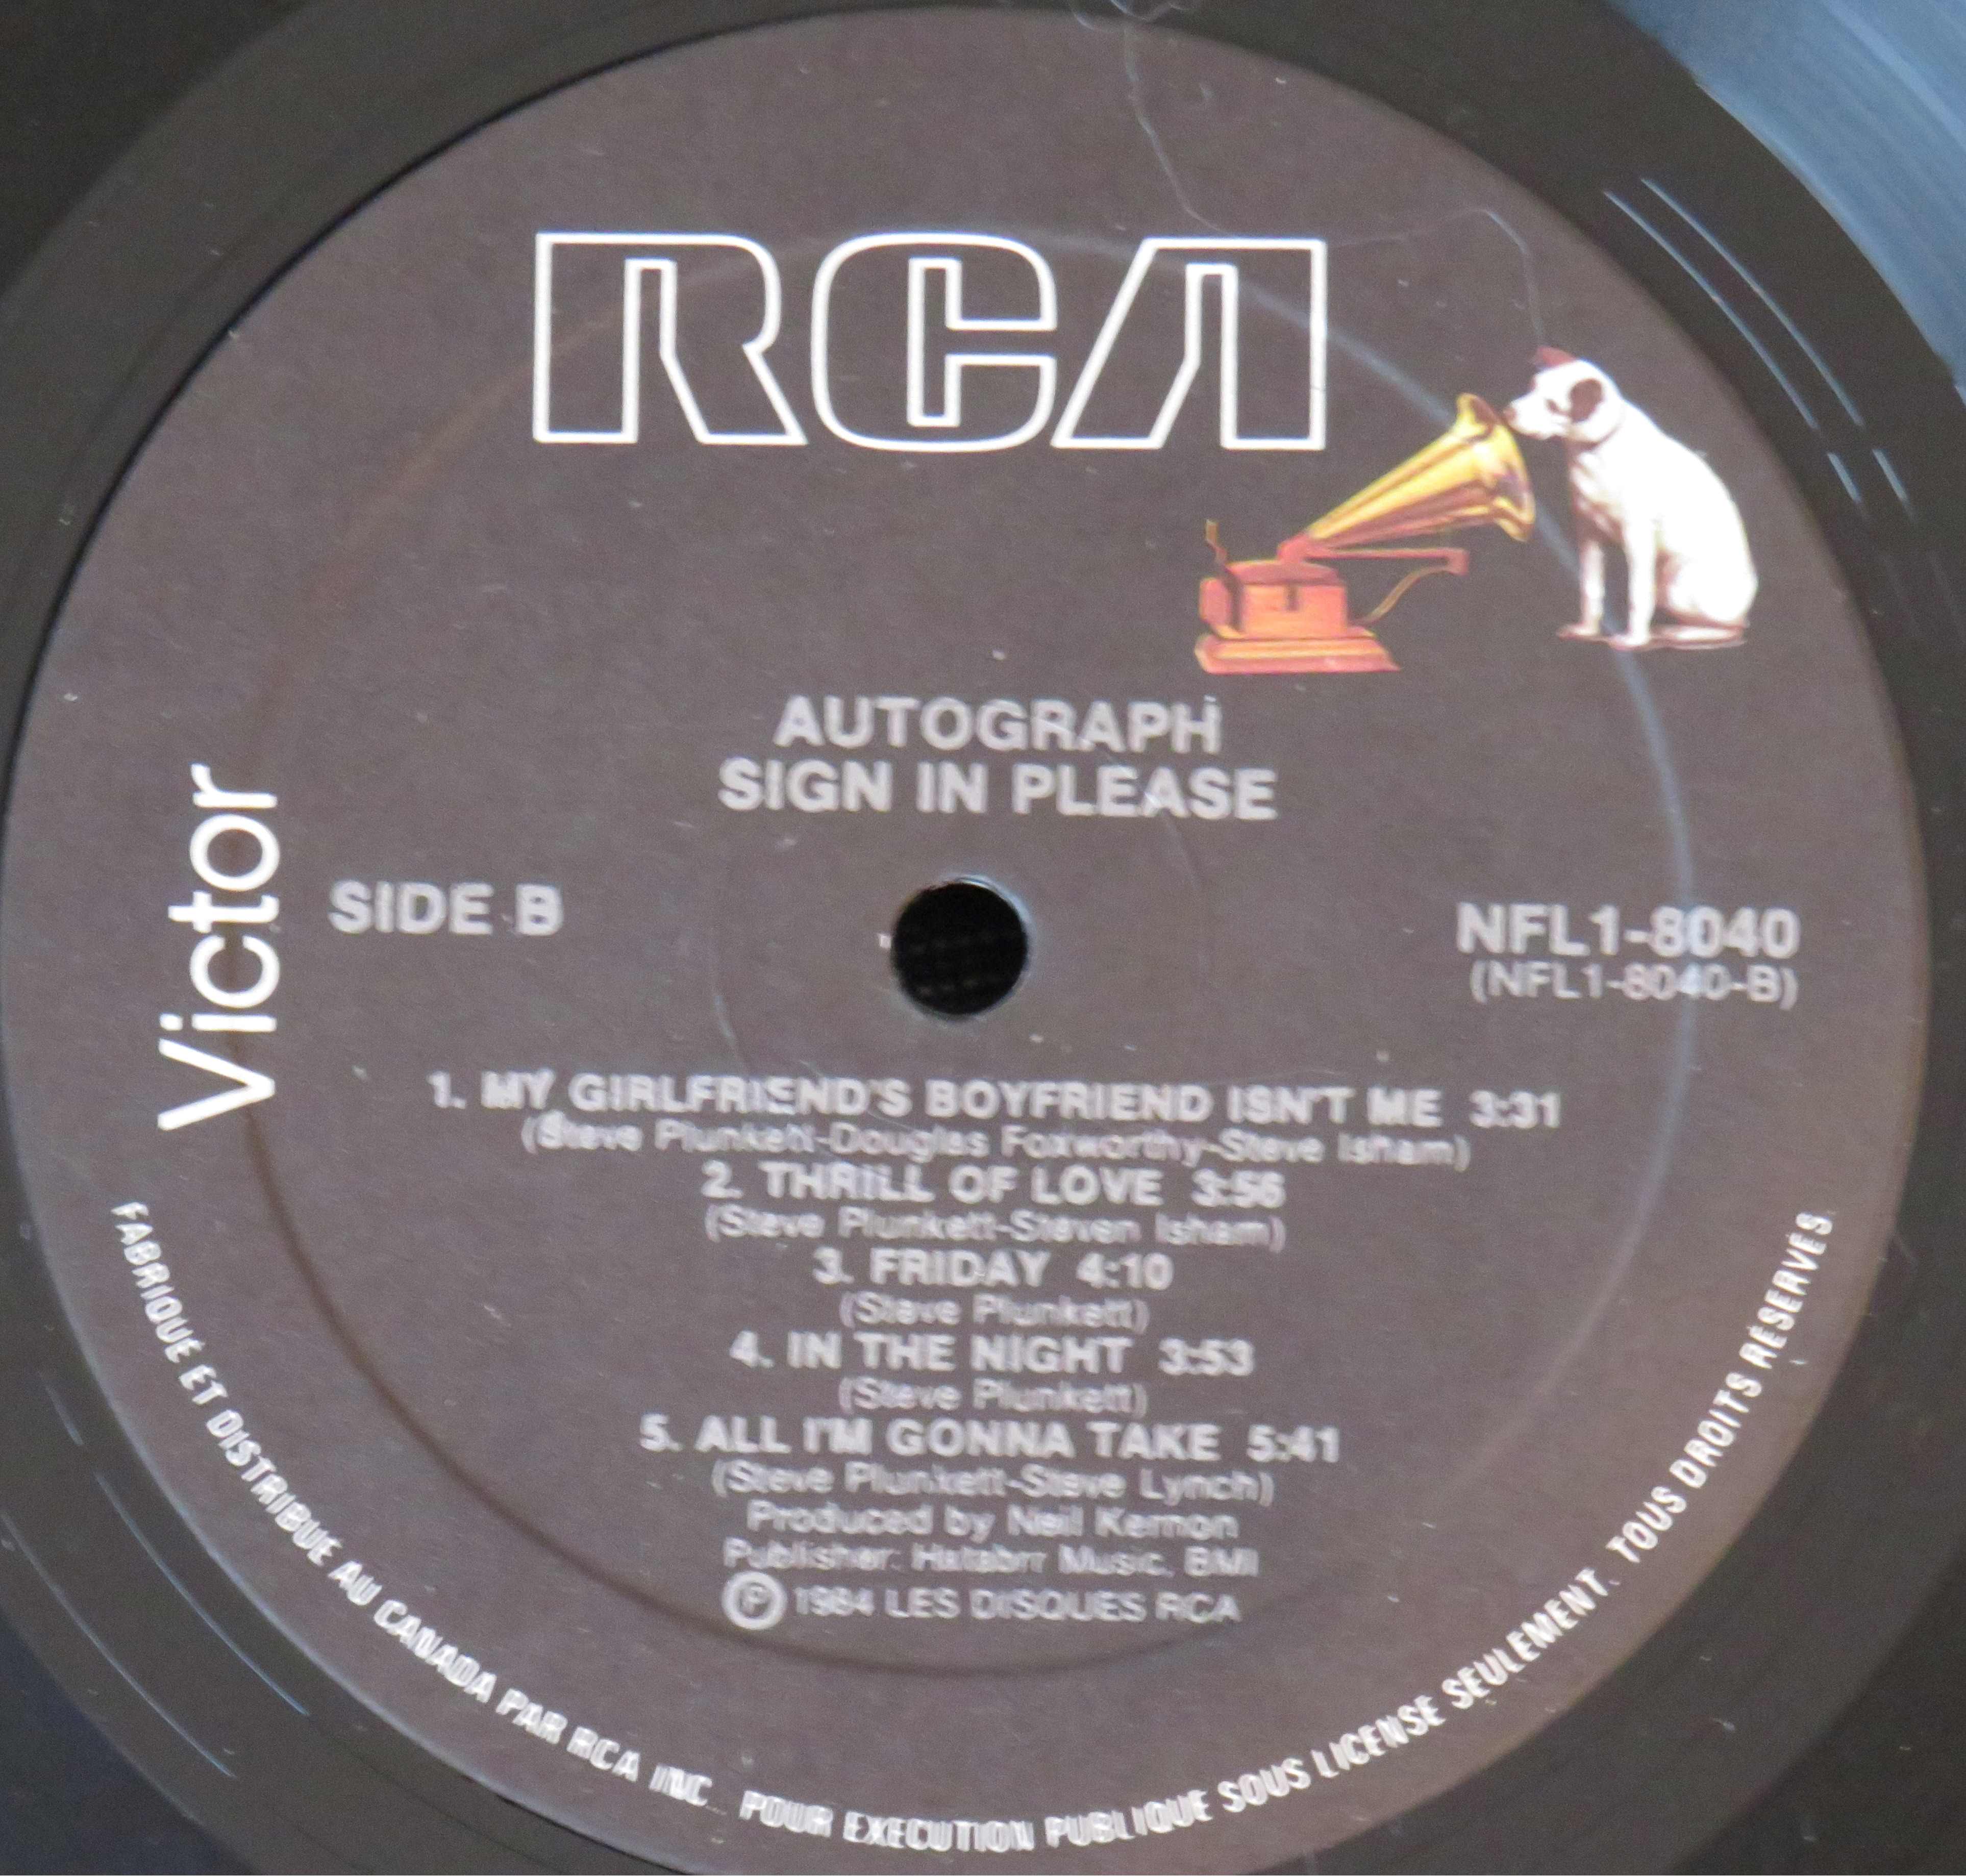 RCA
Victor
AUTOGRAPH
SIGN IN PLEASE
SIDE B
NFL1-8040
(NFL1-8040-B)
1. MY GIRLFRIEND'S BOYFRIEND ISN'T ME 3:31
(Steve Plunkett-Douglas Foxworthy-Steve Isham)
2. THRILL OF LOVE 3:56
(Steve Plunkett-Steven Isham)
3. FRIDAY 4:10
(Steve Plunkett)
4. IN THE NIGHT 3:53
(Steve Plunkett)
5. ALL I'M GONNA TAKE 5:41
(Steve Plunkett-Steve Lynch)
Produced by Neil Kernon
Publisher: Hatabrr Music, BMI
Ⓟ 1984 LES DISQUES RCA
FABRIQUÉ ET DISTRIBUÉ AU CANADA PAR RCA INC. POUR EXECUTION PUBLIQUE SOUS LICENSE SEULEMENT. TOUS DROITS RÉSERVÉS.